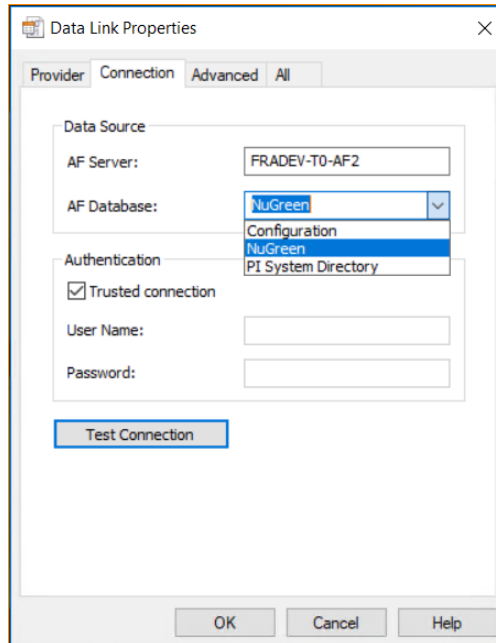 Data Link Properties
Provider Connection Advanced All
Data Source
AF Server: FRADEV-T0-AF2
AF Database: NuGreen
Configuration
NuGreen
PI System Directory
Authentication
Trusted connection
User Name:
Password:
Test Connection
OK Cancel Help